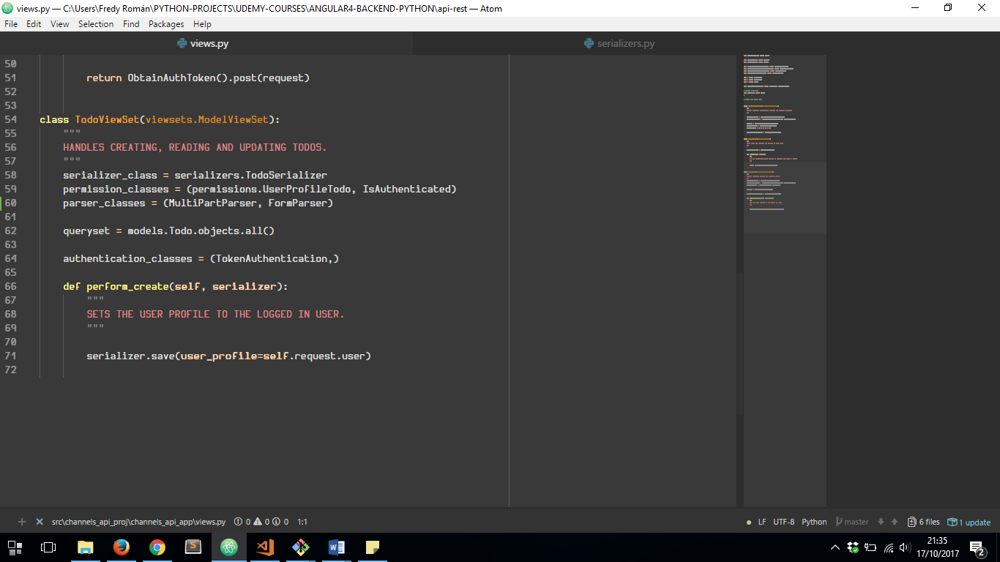 views.py — C:\Users\Fredy Román\PYTHON-PROJECTS\UDEMY-COURSES\ANGULAR4-BACKEND-PYTHON\api-rest — Atom
File Edit View Selection Find Packages Help
views.py serializers.py
50
51 return ObtainAuthToken().post(request)
52
53
54 class TodoViewSet(viewsets.ModelViewSet):
55 """
56 HANDLES CREATING, READING AND UPDATING TODOS.
57 """
58 serializer_class = serializers.TodoSerializer
59 permission_classes = (permissions.UserProfileTodo, IsAuthenticated)
60 parser_classes = (MultiPartParser, FormParser)
61
62 queryset = models.Todo.objects.all()
63
64 authentication_classes = (TokenAuthentication,)
65
66 def perform_create(self, serializer):
67 """
68 SETS THE USER PROFILE TO THE LOGGED IN USER.
69 """
70
71 serializer.save(user_profile=self.request.user)
72
src\channels_api_proj\channels_api_app\views.py 0 0 0 1:1 LF UTF-8 Python master 6 files 1 update
21:35
17/10/2017
2